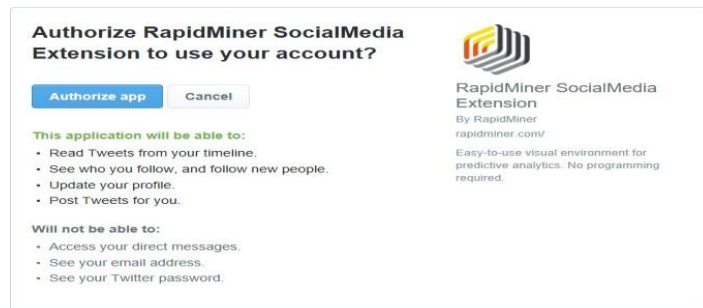 Authorize RapidMiner SocialMedia
Extension to use your account?
Authorize app
Cancel
This application will be able to:
• Read Tweets from your timeline.
• See who you follow, and follow new people.
• Update your profile.
• Post Tweets for you.
Will not be able to:
• Access your direct messages.
• See your email address.
• See your Twitter password.
RapidMiner SocialMedia
Extension
By RapidMiner
rapidminer.com/
Easy-to-use visual environment for
predictive analytics. No programming
required.